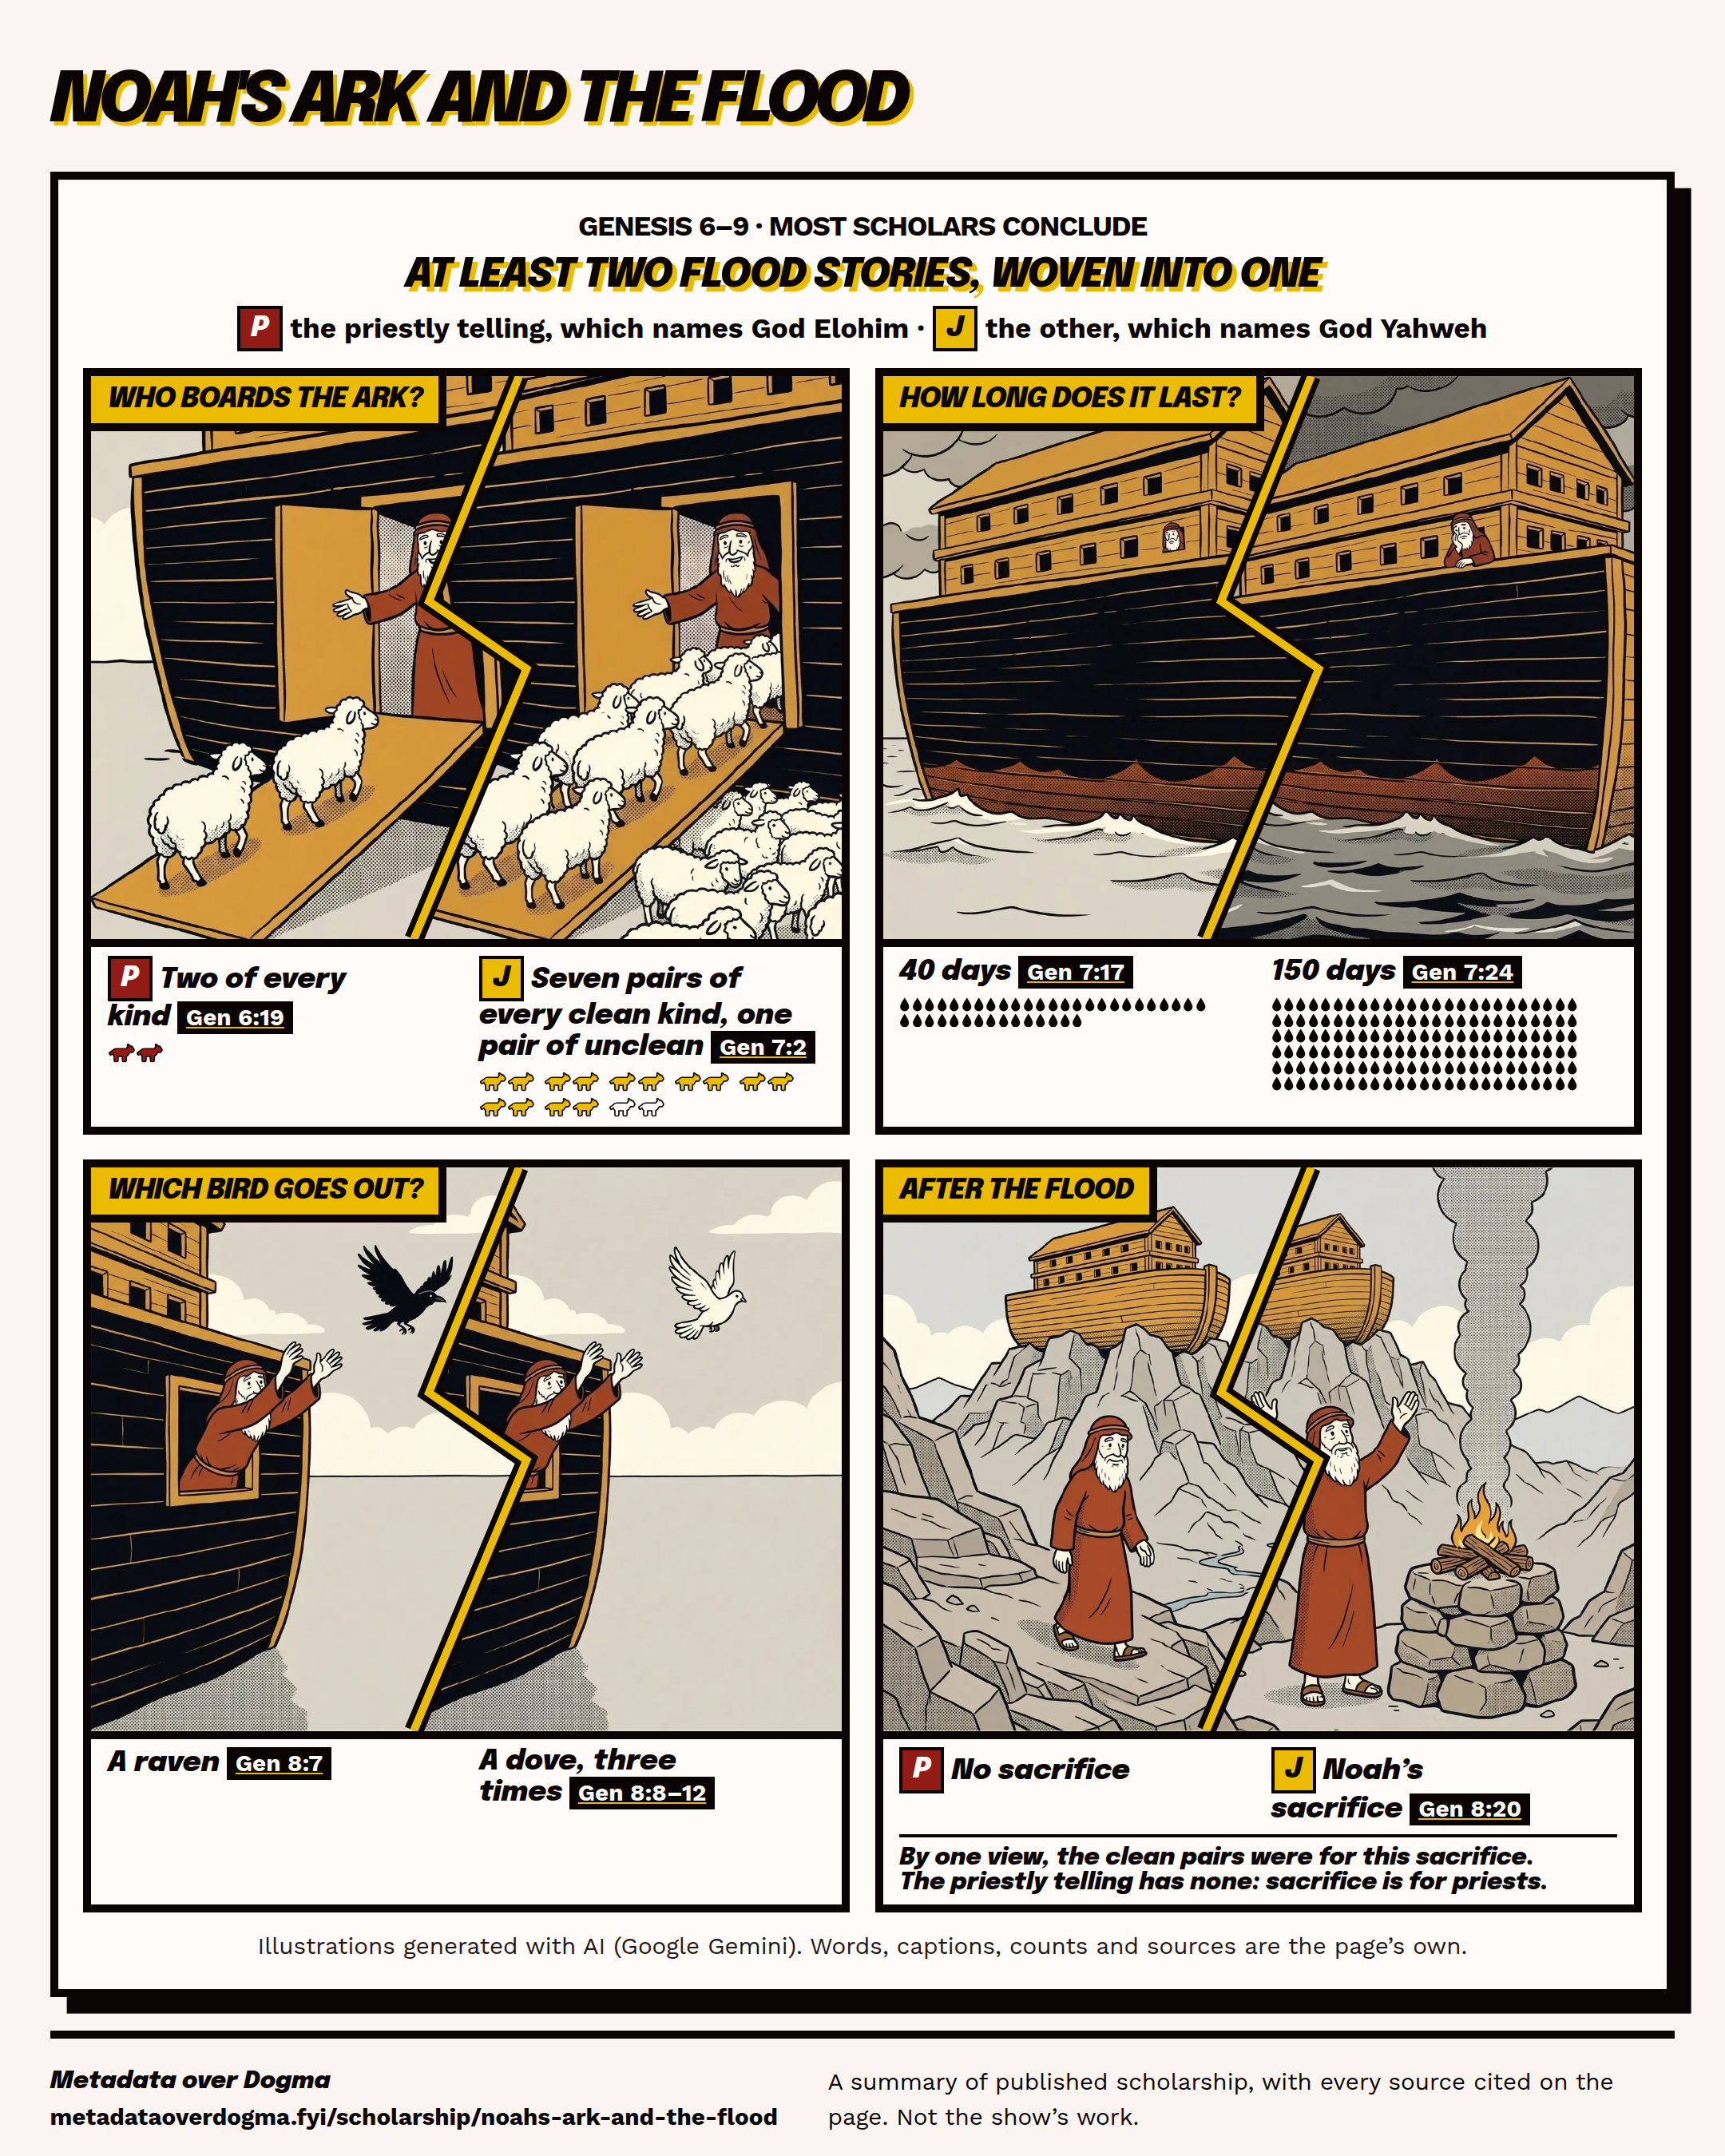 NOAH'S ARK AND THE FLOOD
GENESIS 6–9 · MOST SCHOLARS CONCLUDE
AT LEAST TWO FLOOD STORIES, WOVEN INTO ONE
P the priestly telling, which names God Elohim · J the other, which names God Yahweh
WHO BOARDS THE ARK?
P Two of every
kind Gen 6:19
J Seven pairs of
every clean kind, one
pair of unclean Gen 7:2
HOW LONG DOES IT LAST?
40 days Gen 7:17
150 days Gen 7:24
WHICH BIRD GOES OUT?
A raven Gen 8:7
A dove, three
times Gen 8:8–12
AFTER THE FLOOD
P No sacrifice
J Noah’s
sacrifice Gen 8:20
By one view, the clean pairs were for this sacrifice.
The priestly telling has none: sacrifice is for priests.
Illustrations generated with AI (Google Gemini). Words, captions, counts and sources are the page’s own.
Metadata over Dogma
metadataoverdogma.fyi/scholarship/noahs-ark-and-the-flood
A summary of published scholarship, with every source cited on the
page. Not the show’s work.